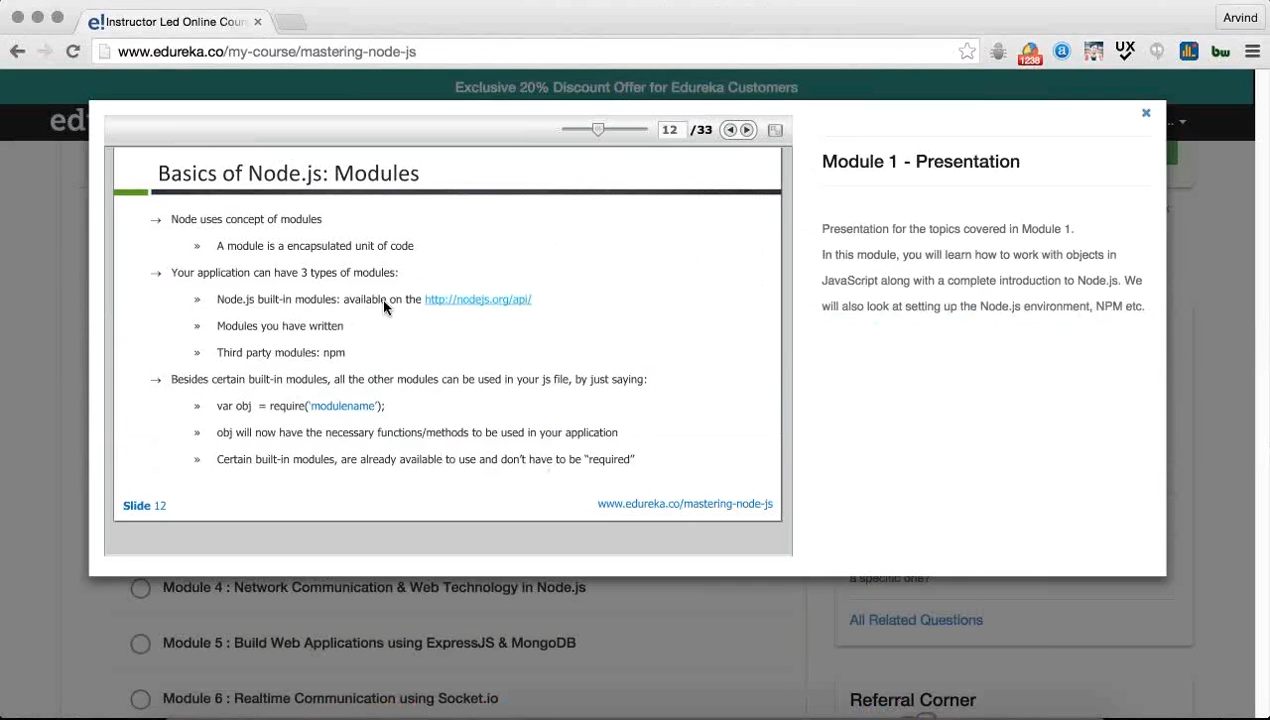 Instructor Led Online Cour
Arvind
www.edureka.co/my-course/mastering-node-js
1238
UX
bw
Exclusive 20% Discount Offer for Edureka Customers
ed
12 /33
Basics of Node.js: Modules
→ Node uses concept of modules
» A module is a encapsulated unit of code
→ Your application can have 3 types of modules:
» Node.js built-in modules: available on the http://nodejs.org/api/
» Modules you have written
» Third party modules: npm
→ Besides certain built-in modules, all the other modules can be used in your js file, by just saying:
» var obj = require('modulename');
» obj will now have the necessary functions/methods to be used in your application
» Certain built-in modules, are already available to use and don't have to be "required"
Slide 12
www.edureka.co/mastering-node-js
Module 1 - Presentation
Presentation for the topics covered in Module 1.
In this module, you will learn how to work with objects in
JavaScript along with a complete introduction to Node.js. We
will also look at setting up the Node.js environment, NPM etc.
Module 4 : Network Communication & Web Technology in Node.js
Module 5 : Build Web Applications using ExpressJS & MongoDB
Module 6 : Realtime Communication using Socket.io
a specific one?
All Related Questions
Referral Corner